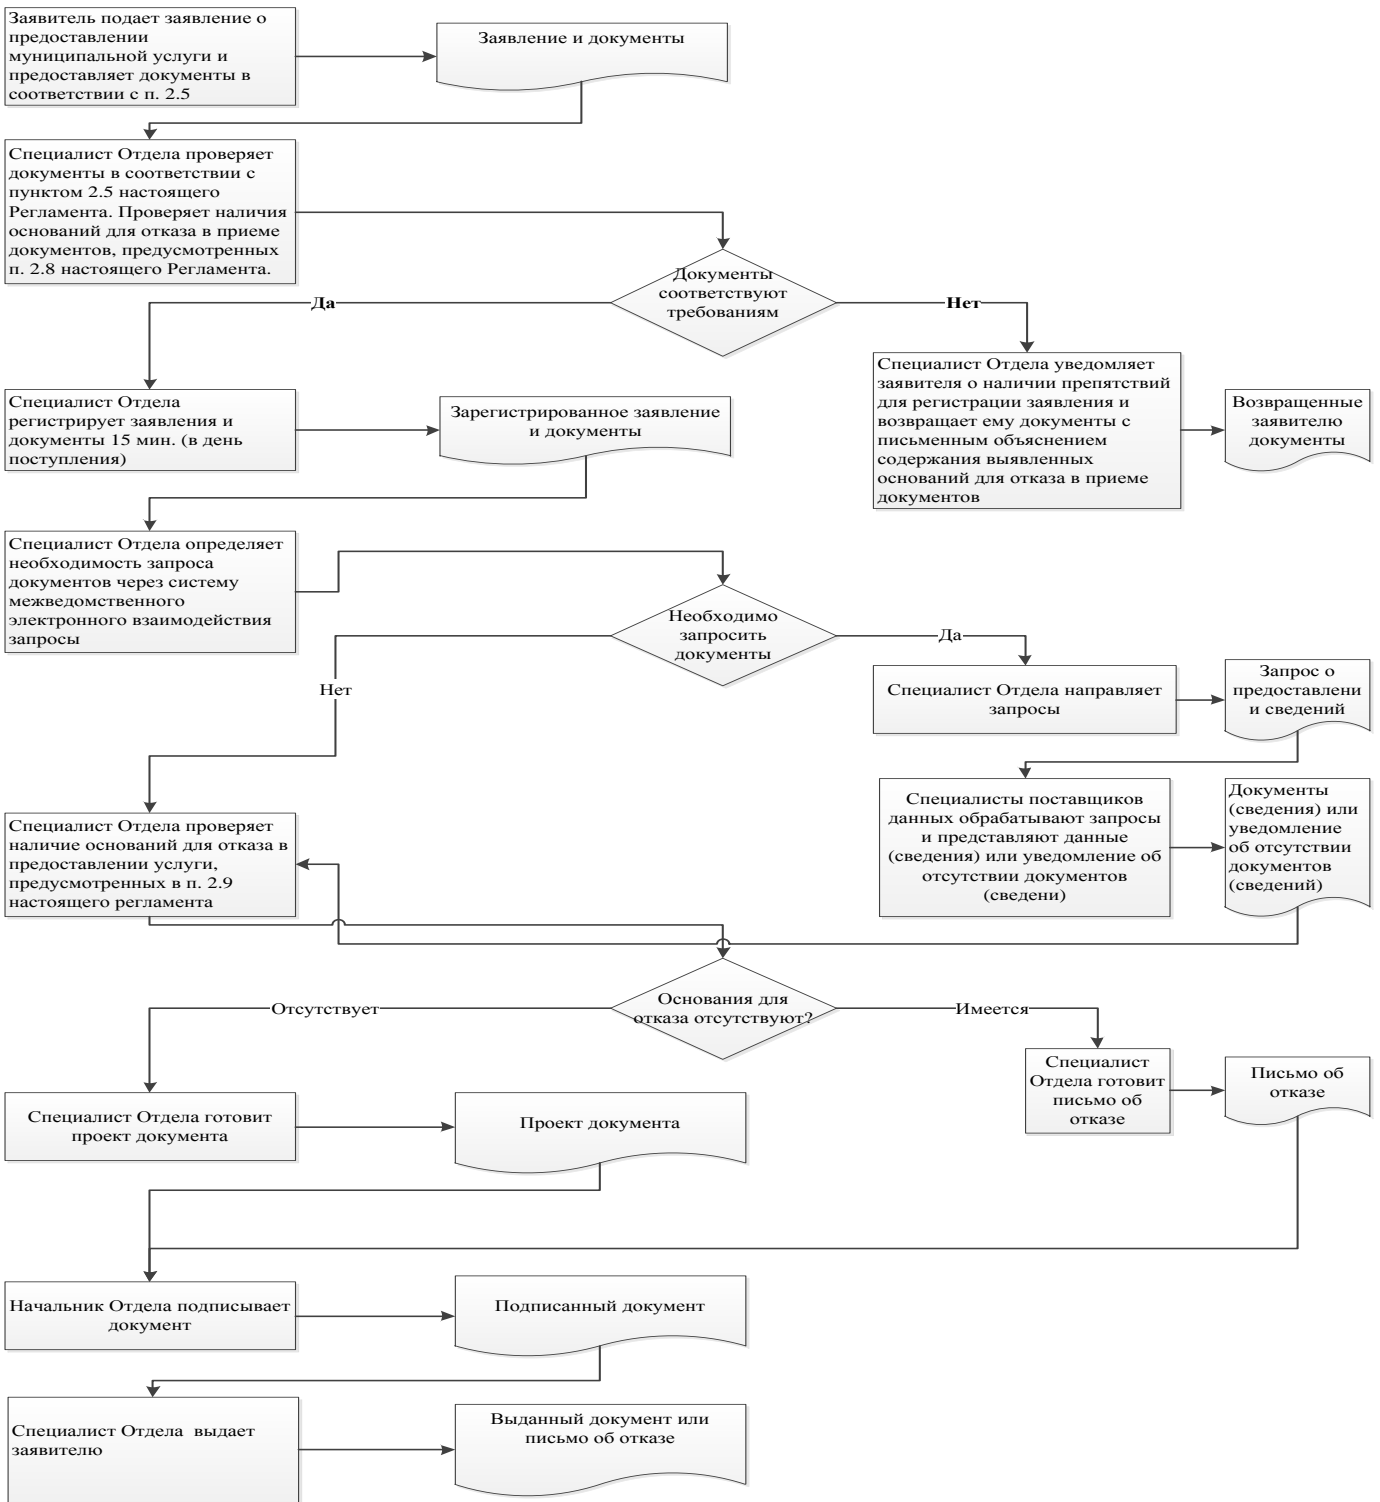 Заявитель подает заявление о
предоставлении
муниципальной услуги и
предоставляет документы в
соответствии с п. 2.5
Заявление и документы
Специалист Отдела проверяет
документы в соответствии с
пунктом 2.5 настоящего
Регламента. Проверяет наличия
оснований для отказа в приеме
документов, предусмотренных
п. 2.8 настоящего Регламента.
Документы
соответствуют
требованиям
Да
Нет
Специалист Отдела
регистрирует заявления и
документы 15 мин. (в день
поступления)
Зарегистрированное заявление
и документы
Специалист Отдела уведомляет
заявителя о наличии препятствий
для регистрации заявления и
возвращает ему документы с
письменным объяснением
содержания выявленных
оснований для отказа в приеме
документов
Возвращенные
заявителю
документы
Специалист Отдела определяет
необходимость запроса
документов через систему
межведомственного
электронного взаимодействия
запросы
Необходимо
запросить
документы
Да
Нет
Специалист Отдела направляет
запросы
Запрос о
предоставлени
и сведений
Специалисты поставщиков
данных обрабатывают запросы
и представляют данные
(сведения) или уведомление об
отсутствии документов
(сведени)
Документы
(сведения) или
уведомление
об отсутствии
документов
(сведений)
Специалист Отдела проверяет
наличие оснований для отказа в
предоставлении услуги,
предусмотренных в п. 2.9
настоящего регламента
Основания для
отказа отсутствуют?
Отсутствует
Имеется
Специалист
Отдела готовит
письмо об
отказе
Письмо об
отказе
Специалист Отдела готовит
проект документа
Проект документа
Начальник Отдела подписывает
документ
Подписанный документ
Специалист Отдела  выдает
заявителю
Выданный документ или
письмо об отказе